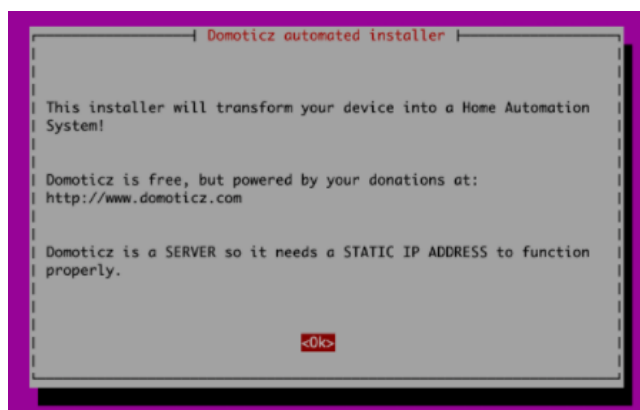 Domoticz automated installer
This installer will transform your device into a Home Automation
System!
Domoticz is free, but powered by your donations at:
http://www.domoticz.com
Domoticz is a SERVER so it needs a STATIC IP ADDRESS to function
properly.
<Ok>